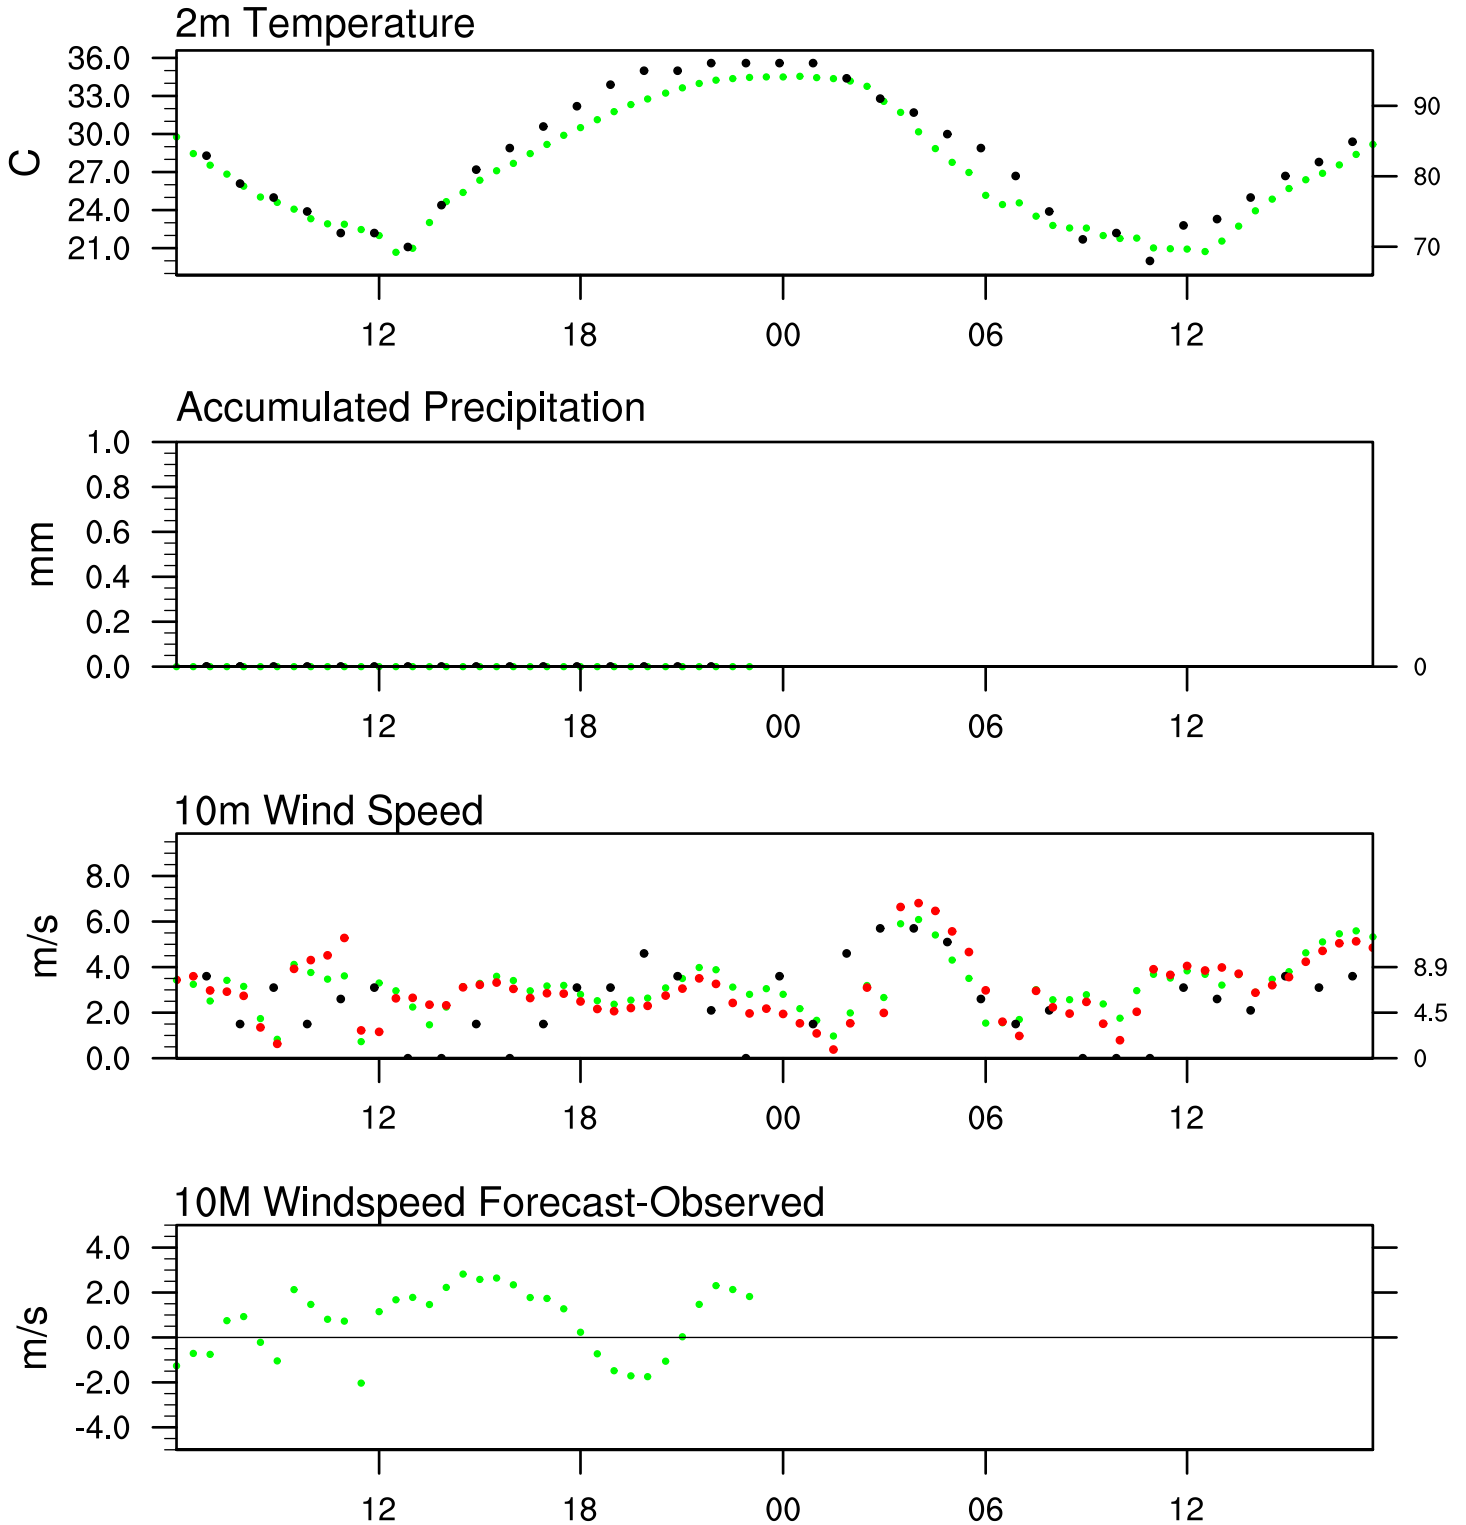 2m Temperature
36.0
33.0
30.0
27.0
24.0
21.0
C
90
80
70
12 18 00 06 12
Accumulated Precipitation
1.0
0.8
0.6
0.4
0.2
0.0
mm
0
12 18 00 06 12
10m Wind Speed
8.0
6.0
4.0
2.0
0.0
m/s
8.9
4.5
0
12 18 00 06 12
10M Windspeed Forecast-Observed
4.0
2.0
0.0
-2.0
-4.0
m/s
12 18 00 06 12